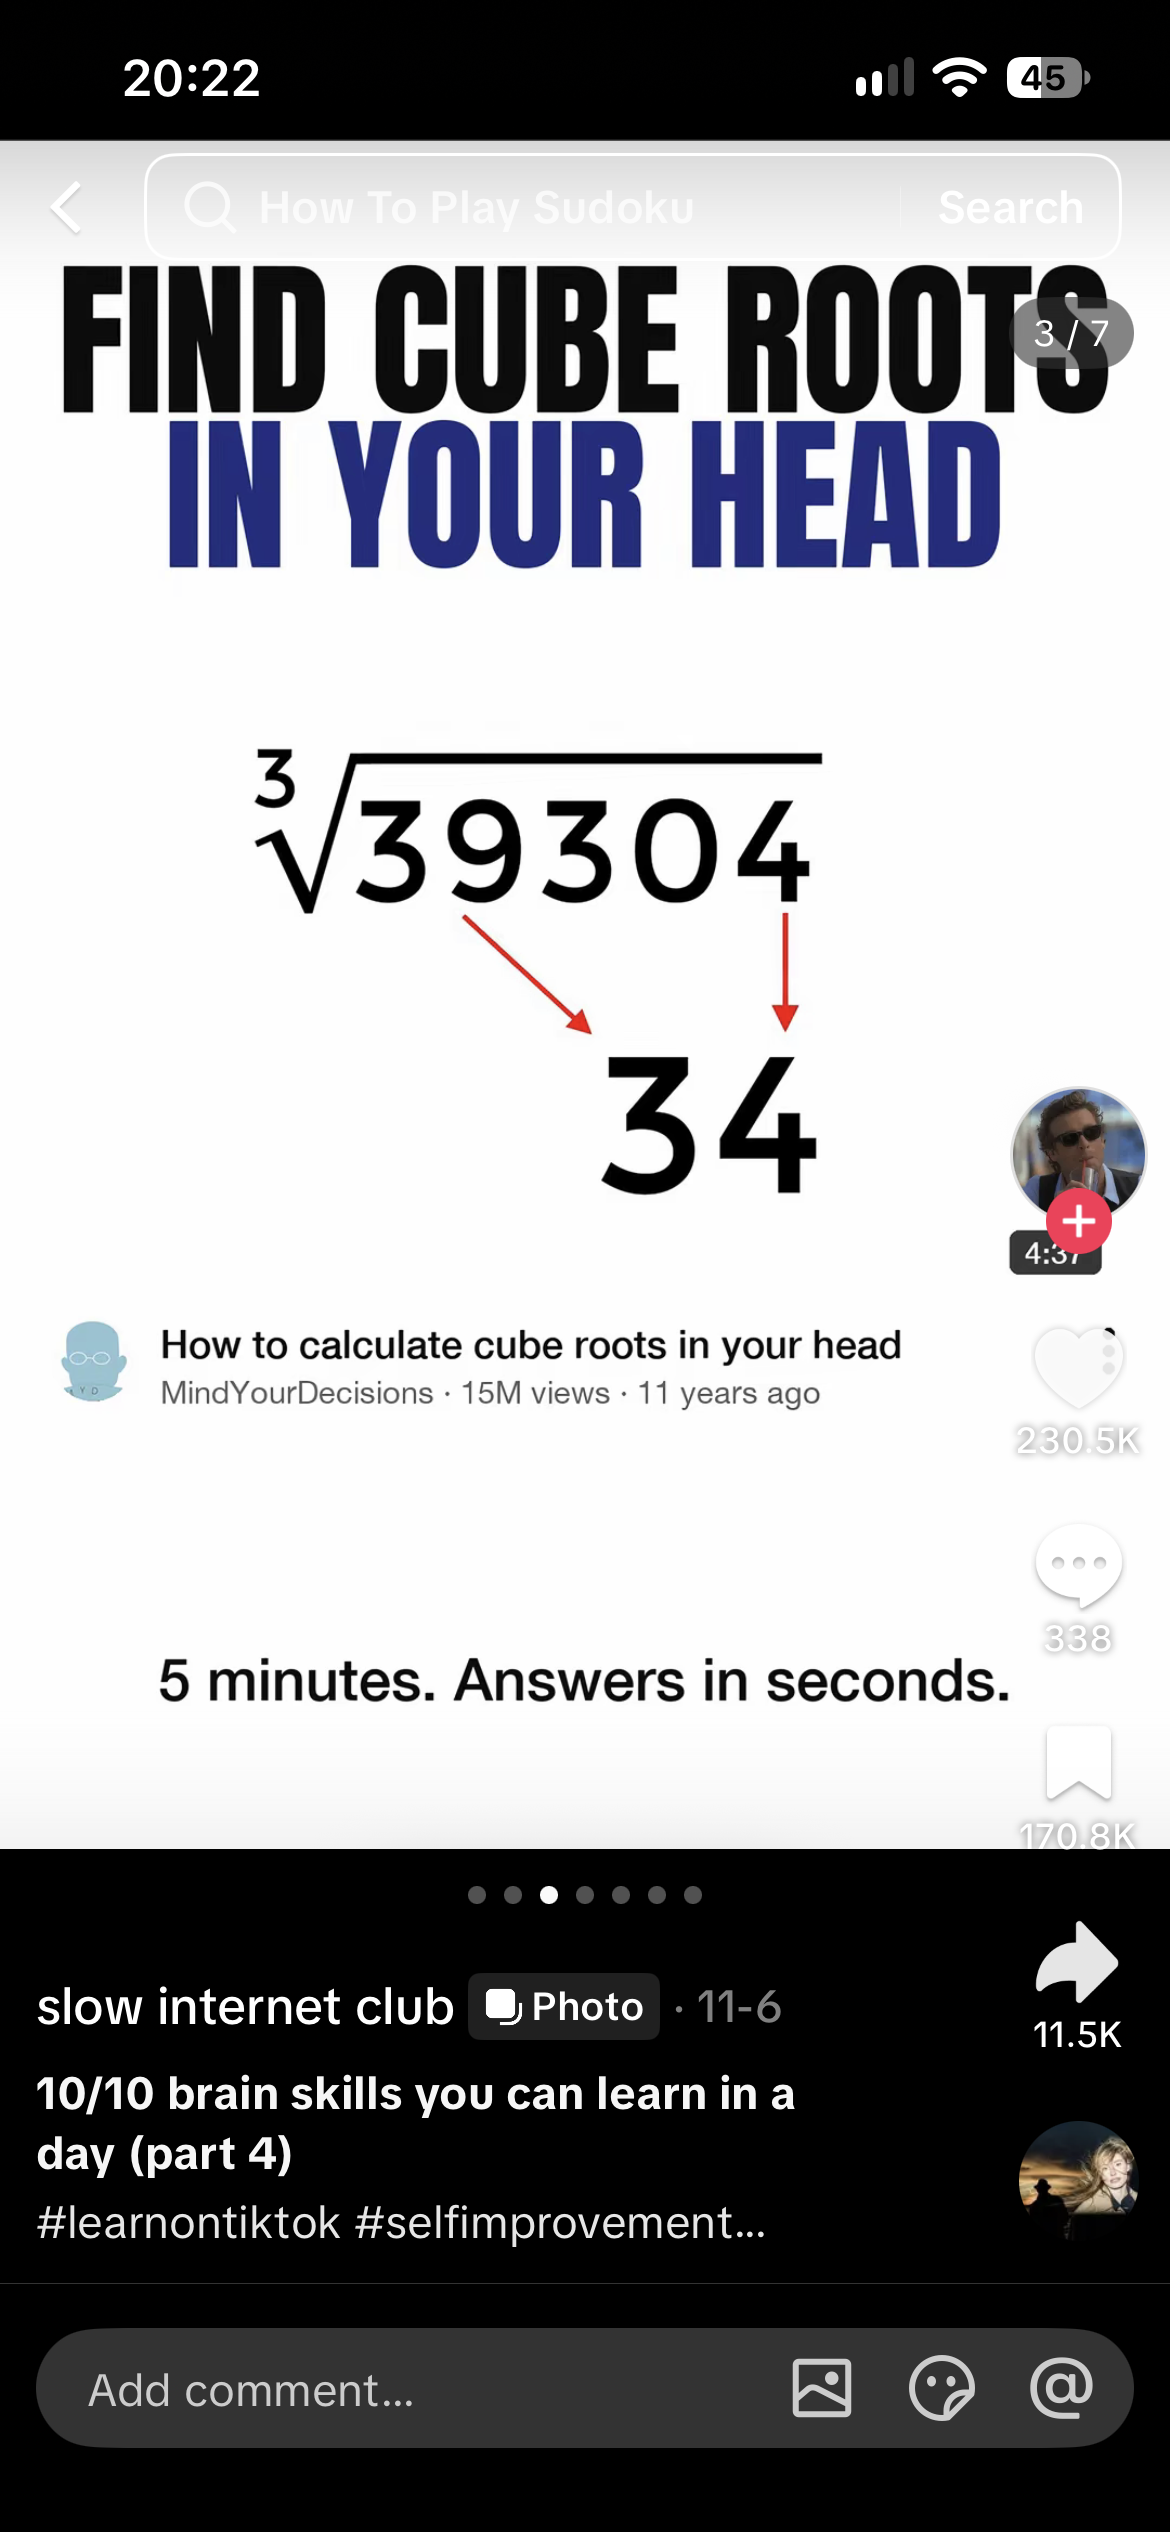 20:22
45
How To Play Sudoku
Search
FIND CUBE ROOTS
3 / 7
IN YOUR HEAD
3
√39304
34
4:37
How to calculate cube roots in your head
MindYourDecisions · 15M views · 11 years ago
230.5K
338
5 minutes. Answers in seconds.
170.8K
slow internet club Photo · 11-6
11.5K
10/10 brain skills you can learn in a
day (part 4)
#learnontiktok #selfimprovement...
Add comment...